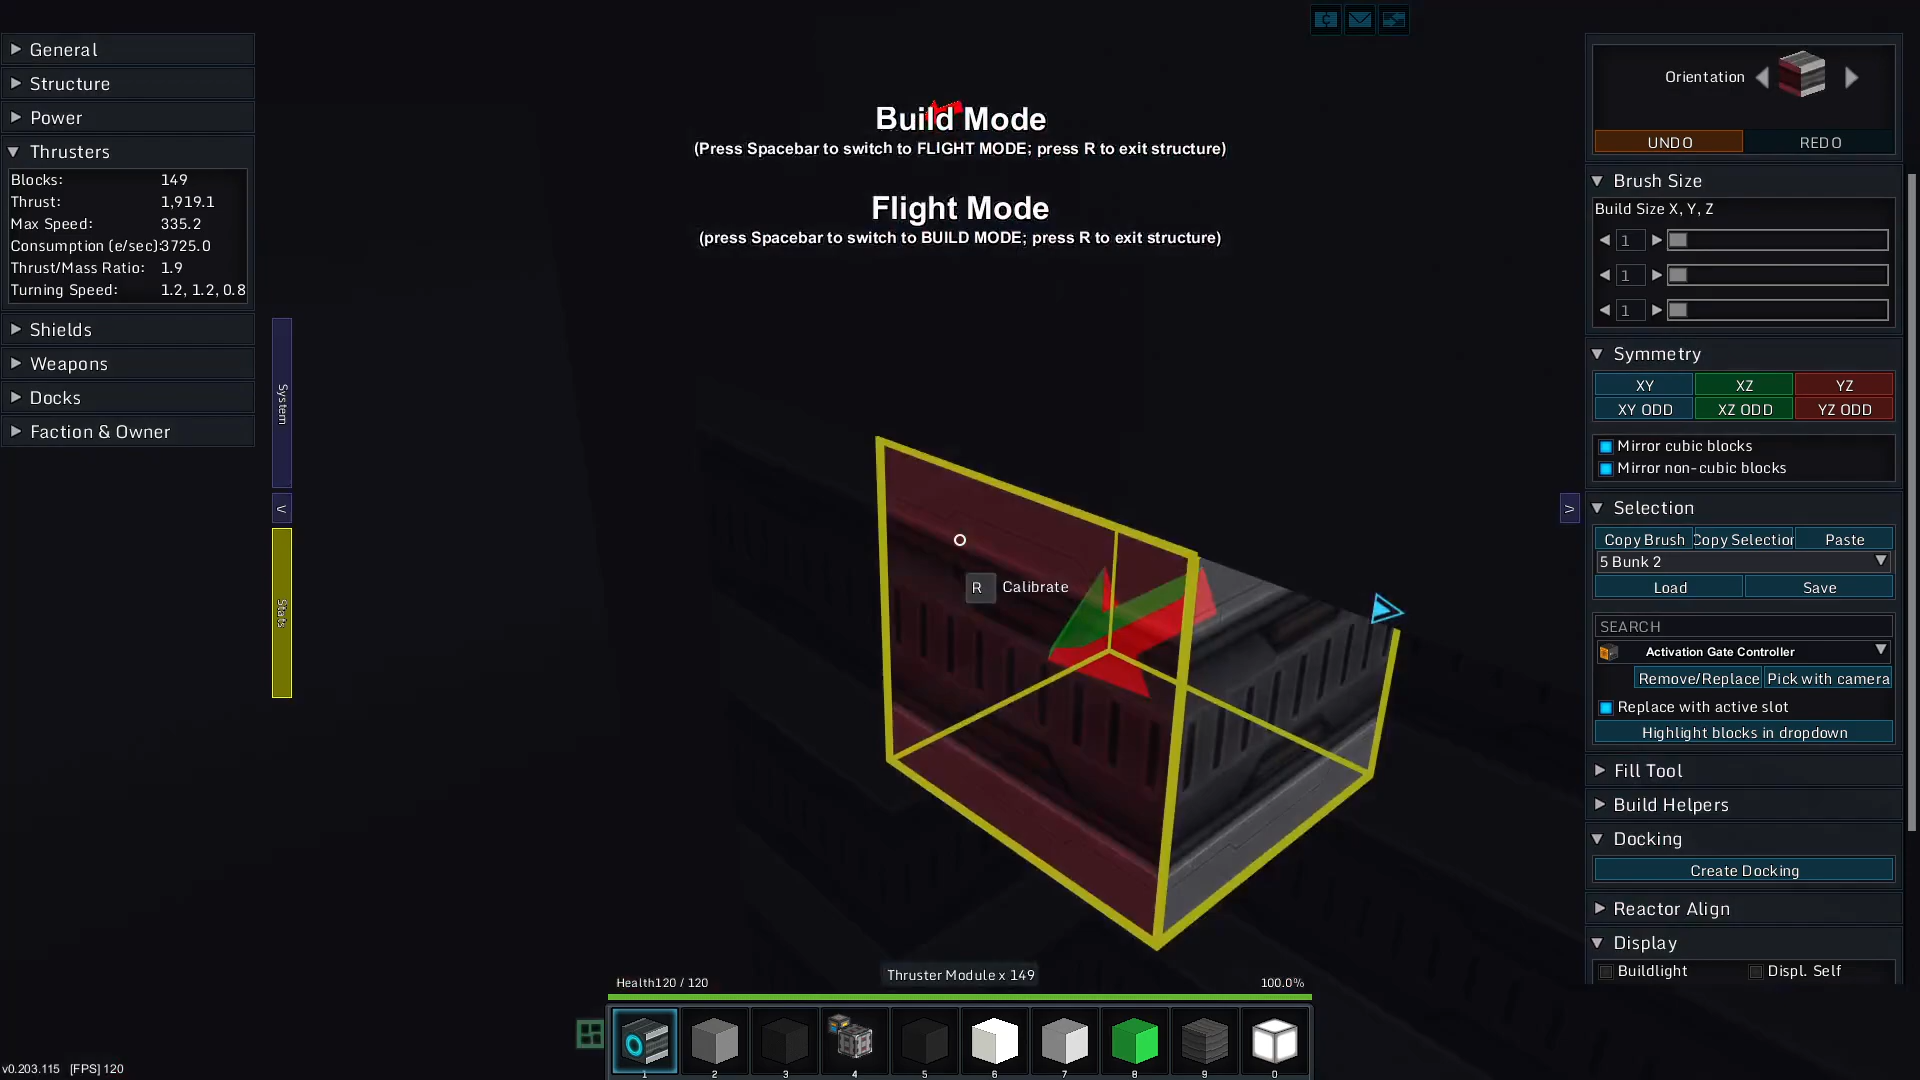 General
Structure
Power
Thrusters
Blocks: 149
Thrust: 1,919.1
Max Speed: 335.2
Consumption (e/sec):3725.0
Thrust/Mass Ratio: 1.9
Turning Speed: 1.2, 1.2, 0.8
Shields
Weapons
Docks
Faction & Owner
System
V
Stats
Build Mode
(Press Spacebar to switch to FLIGHT MODE; press R to exit structure)
Flight Mode
(press Spacebar to switch to BUILD MODE; press R to exit structure)
R Calibrate
Orientation
UNDO REDO
Brush Size
Build Size X, Y, Z
1
1
1
Symmetry
XY XZ YZ
XY ODD XZ ODD YZ ODD
Mirror cubic blocks
Mirror non-cubic blocks
V
Selection
Copy Brush Copy Selection Paste
5 Bunk 2
Load Save
SEARCH
Activation Gate Controller
Remove/Replace Pick with camera
Replace with active slot
Highlight blocks in dropdown
Fill Tool
Build Helpers
Docking
Create Docking
Reactor Align
Display
Buildlight Displ. Self
Thruster Module x 149
Health120 / 120 100.0%
1 2 3 4 5 6 7 8 9 0
v0.203.115 [FPS] 120